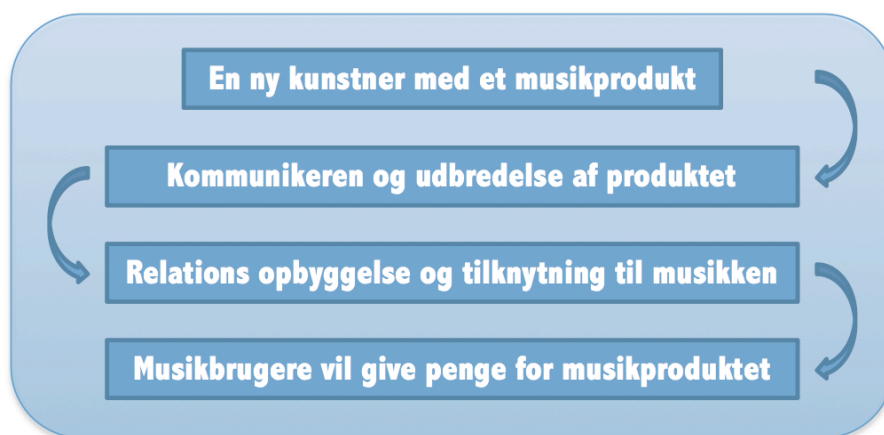 En ny kunstner med et musikprodukt
Kommunikeren og udbredelse af produktet
Relations opbyggelse og tilknytning til musikken
Musikbrugere vil give penge for musikproduktet